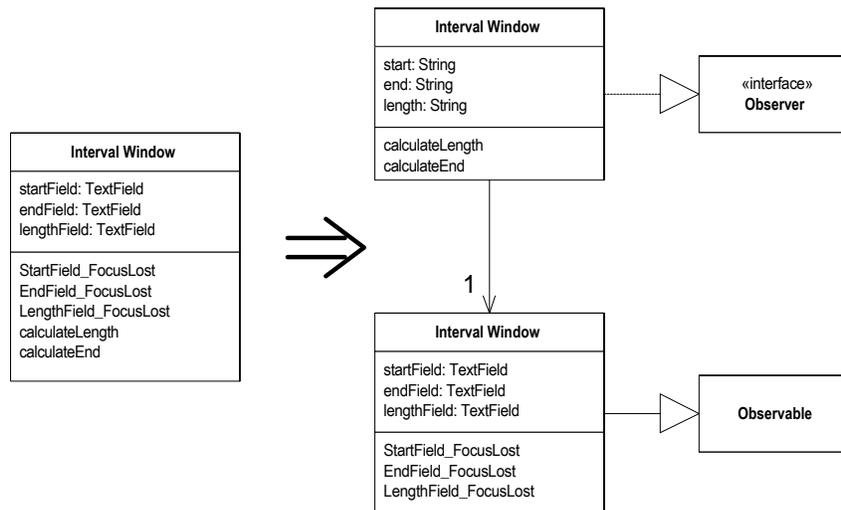 Interval Window
startField: TextField
endField: TextField
lengthField: TextField
StartField_FocusLost
EndField_FocusLost
LengthField_FocusLost
calculateLength
calculateEnd
Interval Window
start: String
end: String
length: String
calculateLength
calculateEnd
«interface»
Observer
1
Interval Window
startField: TextField
endField: TextField
lengthField: TextField
StartField_FocusLost
EndField_FocusLost
LengthField_FocusLost
Observable